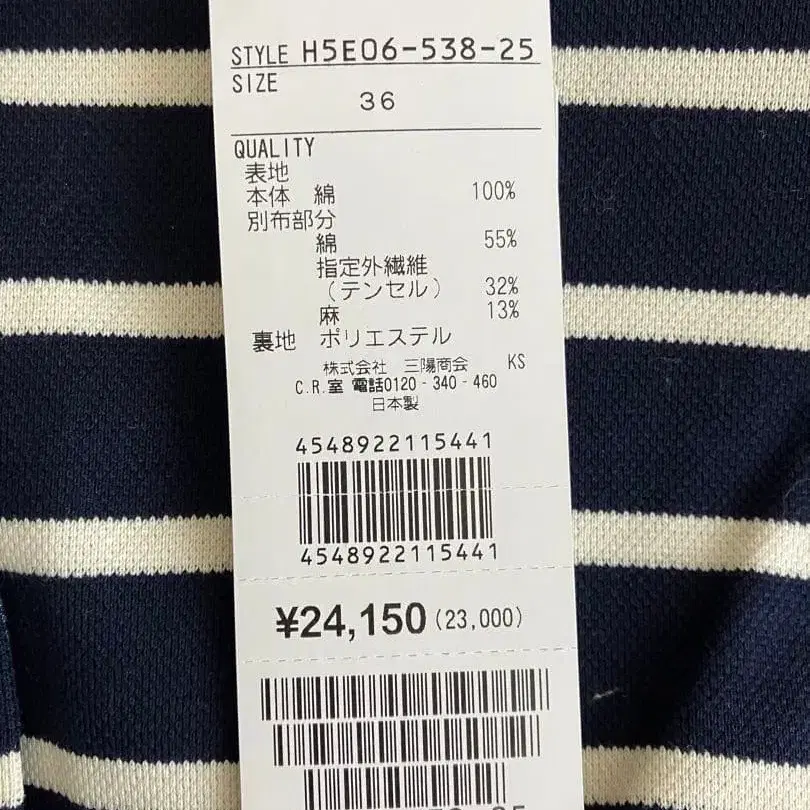 STYLE H5E06-538-25
SIZE
36
QUALITY
表地
本体 綿 100%
別布部分
綿 55%
指定外繊維
(テンセル) 32%
麻 13%
裏地 ポリエステル
株式会社 三陽商会 KS
C.R.室 電話0120-340-460
日本製
4548922115441
4548922115441
¥24,150(23,000)